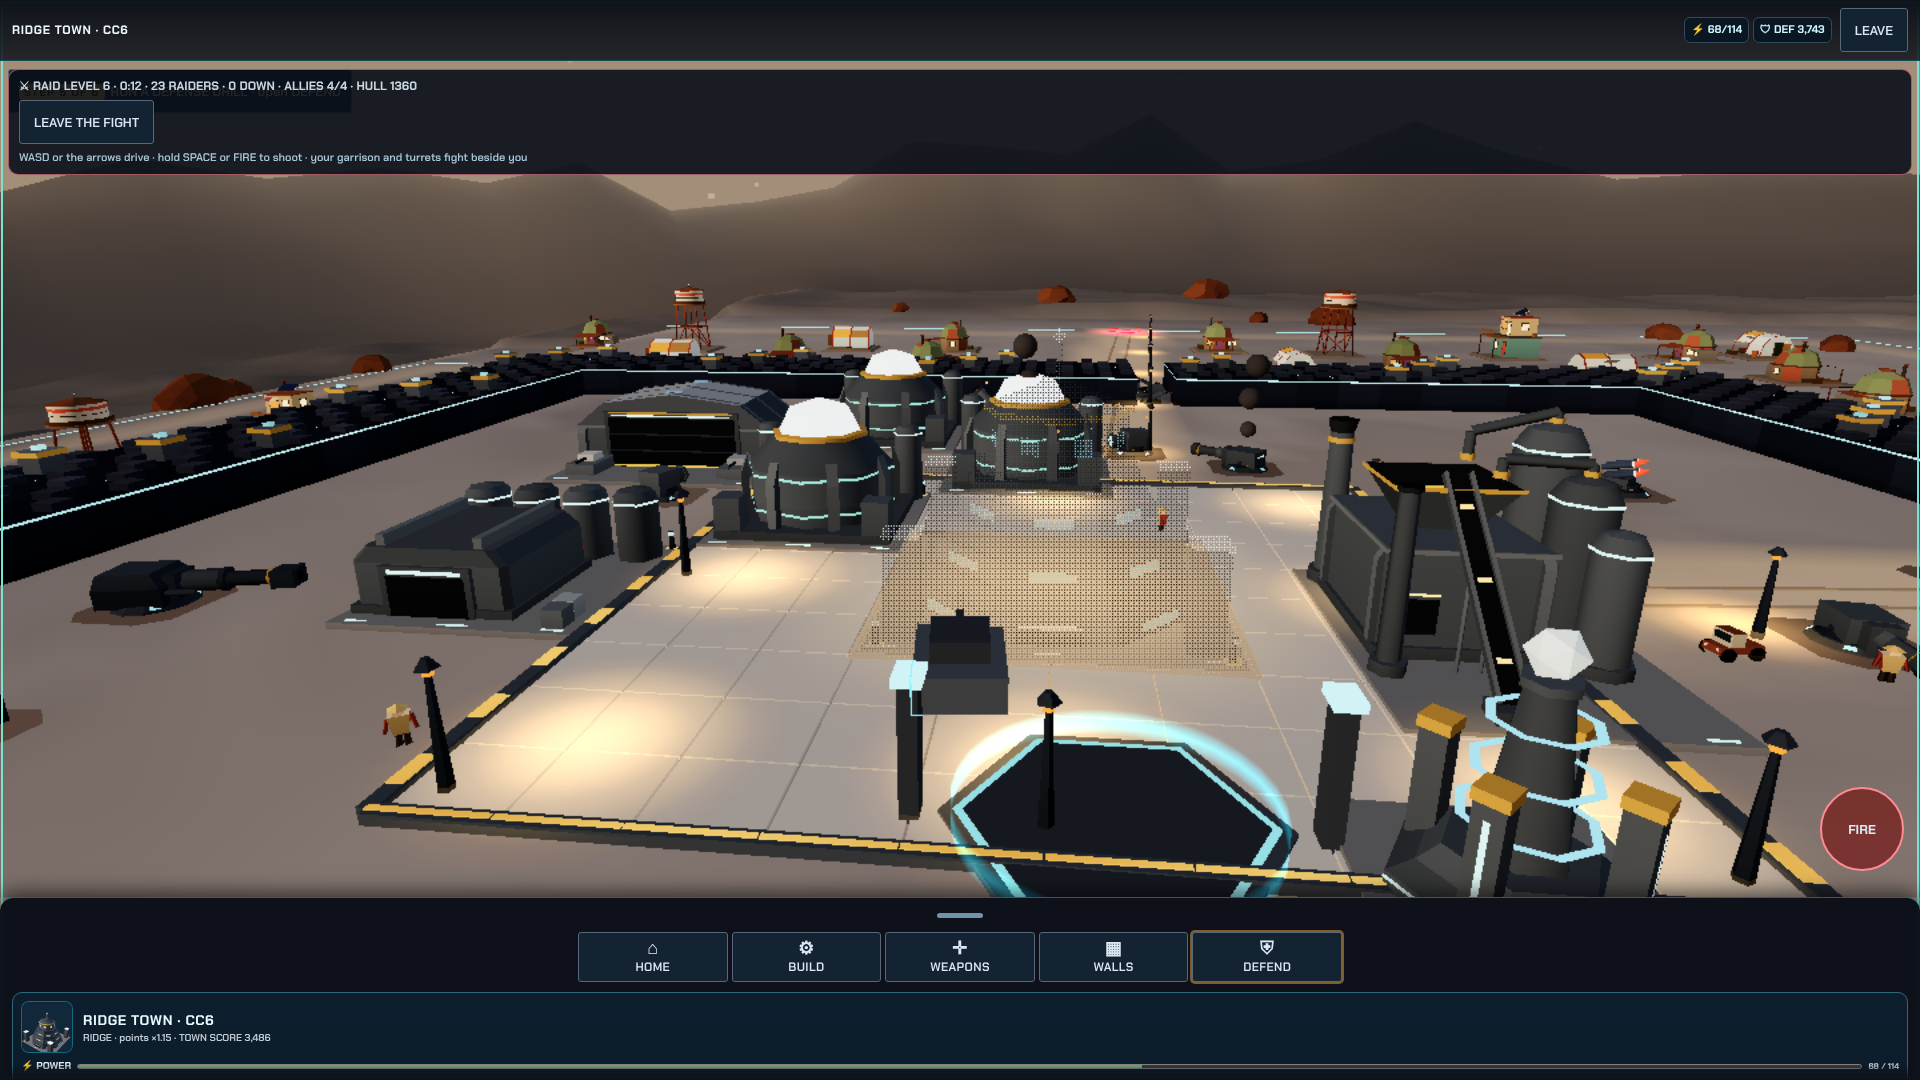 RIDGE TOWN · CC6
⚡ 68/114
🛡 DEF 3,743
LEAVE
⚔ RAID LEVEL 6 · 0:12 · 23 RAIDERS · 0 DOWN · ALLIES 4/4 · HULL 1360
LEAVE THE FIGHT
WASD or the arrows drive · hold SPACE or FIRE to shoot · your garrison and turrets fight beside you
FIRE
HOME
BUILD
WEAPONS
WALLS
DEFEND
RIDGE TOWN · CC6
RIDGE · points ×1.15 · TOWN SCORE 3,486
⚡ POWER
68 / 114